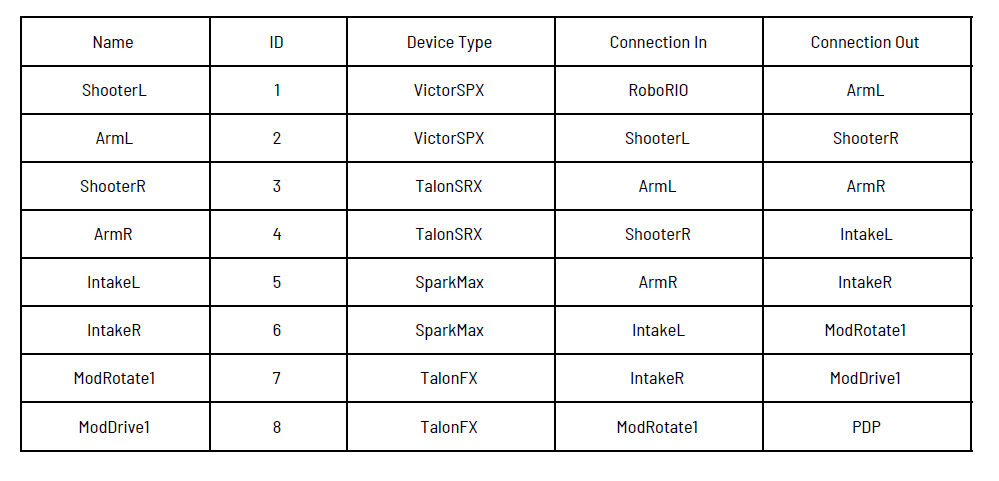 Name ID Device Type Connection In Connection Out
ShooterL 1 VictorSPX RoboRIO ArmL
ArmL 2 VictorSPX ShooterL ShooterR
ShooterR 3 TalonSRX ArmL ArmR
ArmR 4 TalonSRX ShooterR IntakeL
IntakeL 5 SparkMax ArmR IntakeR
IntakeR 6 SparkMax IntakeL ModRotate1
ModRotate1 7 TalonFX IntakeR ModDrive1
ModDrive1 8 TalonFX ModRotate1 PDP